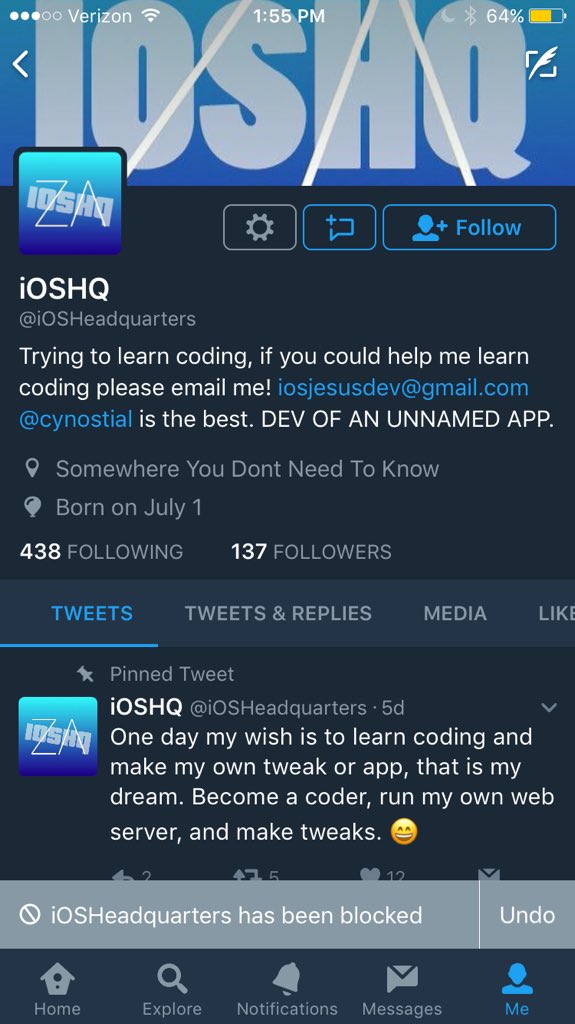 Verizon 1:55 PM 64%
IOSHQ
IOSHQ
ZA
Follow
iOSHQ
@iOSHeadquarters
Trying to learn coding, if you could help me learn
coding please email me! iosjesusdev@gmail.com
@cynostial is the best. DEV OF AN UNNAMED APP.
Somewhere You Dont Need To Know
Born on July 1
438 FOLLOWING 137 FOLLOWERS
TWEETS TWEETS & REPLIES MEDIA LIKE
Pinned Tweet
IOSHQ
ZA
iOSHQ @iOSHeadquarters · 5d
One day my wish is to learn coding and
make my own tweak or app, that is my
dream. Become a coder, run my own web
server, and make tweaks. 😄
2 5 12
iOSHeadquarters has been blocked Undo
Home Explore Notifications Messages Me